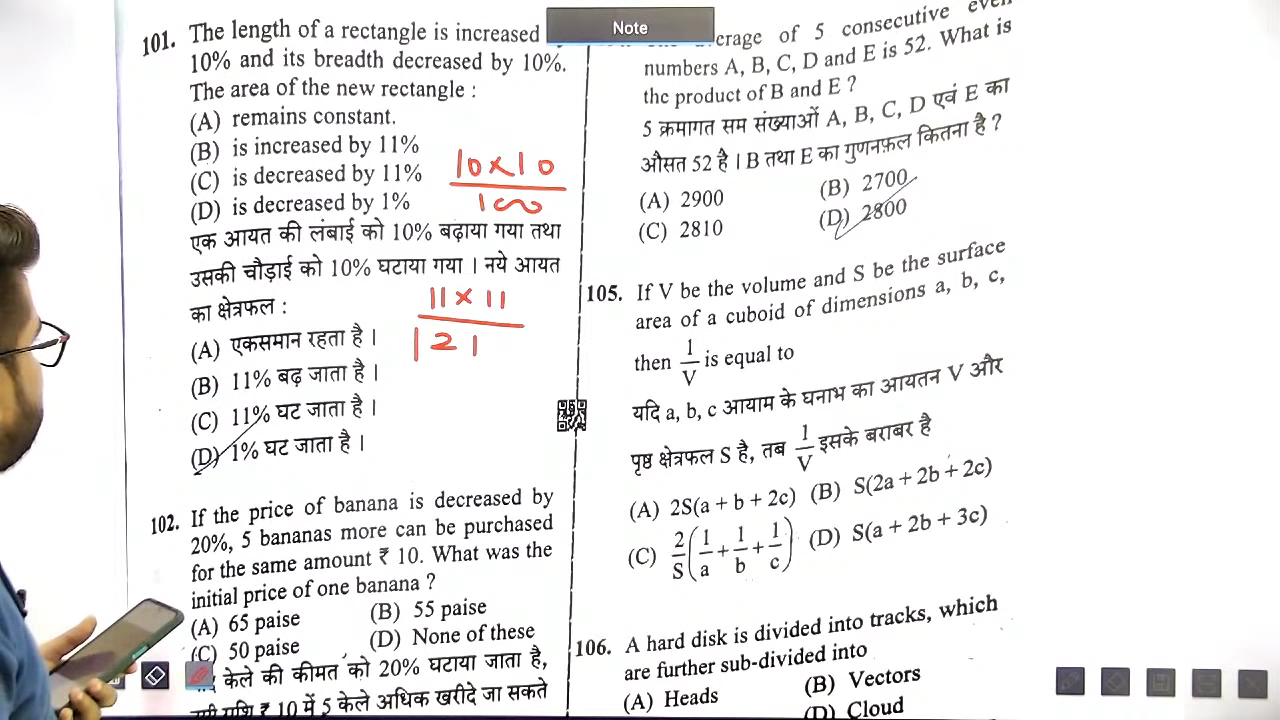 Note
101. The length of a rectangle is increased
10% and its breadth decreased by 10%.
The area of the new rectangle :
(A) remains constant.
(B) is increased by 11%
(C) is decreased by 11%
(D) is decreased by 1%
10 × 10
100
एक आयत की लंबाई को 10% बढ़ाया गया तथा
उसकी चौड़ाई को 10% घटाया गया । नये आयत
का क्षेत्रफल :
11 × 11
121
(A) एकसमान रहता है ।
(B) 11% बढ़ जाता है ।
(C) 11% घट जाता है ।
(D) 1% घट जाता है ।
102. If the price of banana is decreased by
20%, 5 bananas more can be purchased
for the same amount ₹ 10. What was the
initial price of one banana ?
(A) 65 paise (B) 55 paise
(C) 50 paise (D) None of these
केले की कीमत को 20% घटाया जाता है,
राशि ₹ 10 में 5 केले अधिक खरीदे जा सकते
of 5 consecutive even
numbers A, B, C, D and E is 52. What is
the product of B and E ?
5 क्रमागत सम संख्याओं A, B, C, D एवं E का
औसत 52 है । B तथा E का गुणनफ़ल कितना है ?
(A) 2900 (B) 2700
(C) 2810 (D) 2800
105. If V be the volume and S be the surface
area of a cuboid of dimensions a, b, c,
then 1/V is equal to
यदि a, b, c आयाम के घनाभ का आयतन V और
पृष्ठ क्षेत्रफल S है, तब 1/V इसके बराबर है
(A) 2S(a + b + 2c) (B) S(2a + 2b + 2c)
(C) 2/S(1/a + 1/b + 1/c) (D) S(a + 2b + 3c)
106. A hard disk is divided into tracks, which
are further sub-divided into
(A) Heads (B) Vectors
(D) Cloud